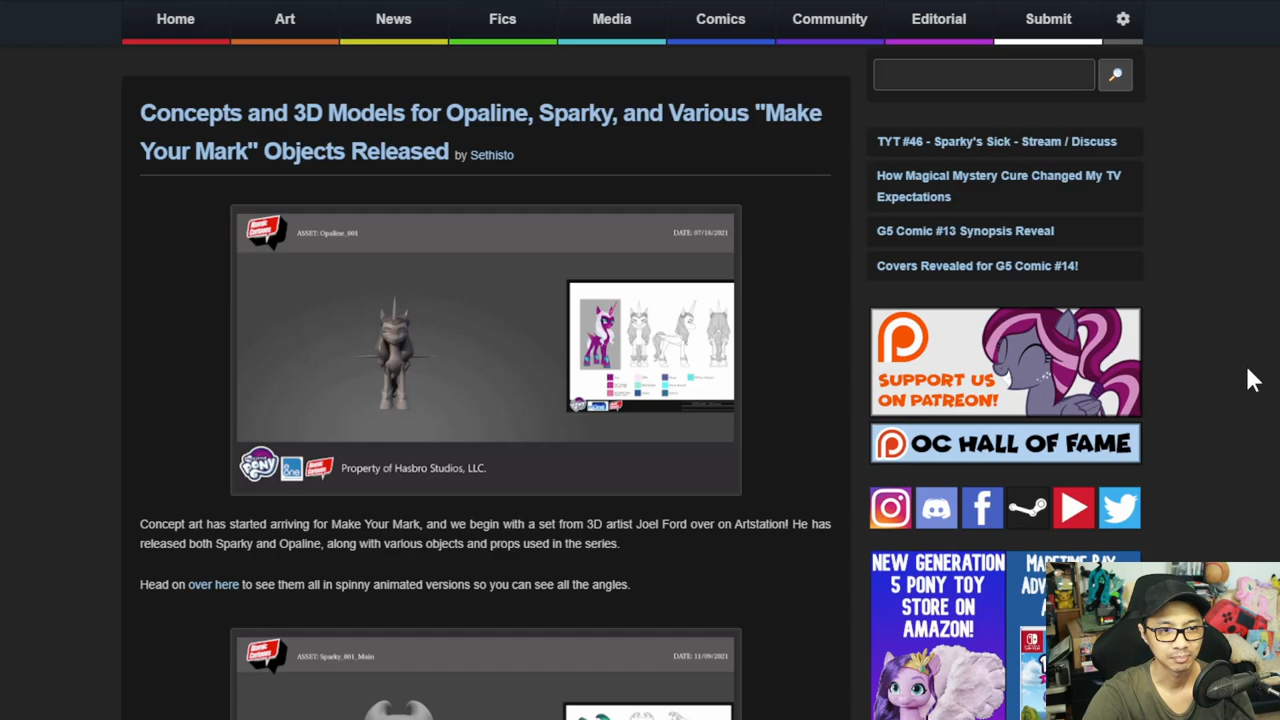 Home Art News Fics Media Comics Community Editorial Submit
Concepts and 3D Models for Opaline, Sparky, and Various "Make
Your Mark" Objects Released by Sethisto
ASSET: Opaline_001
DATE: 07/16/2021
Property of Hasbro Studios, LLC.
Concept art has started arriving for Make Your Mark, and we begin with a set from 3D artist Joel Ford over on Artstation! He has
released both Sparky and Opaline, along with various objects and props used in the series.
Head on over here to see them all in spinny animated versions so you can see all the angles.
ASSET: Sparky_001_Main
DATE: 11/09/2021
TYT #46 - Sparky's Sick - Stream / Discuss
How Magical Mystery Cure Changed My TV
Expectations
G5 Comic #13 Synopsis Reveal
Covers Revealed for G5 Comic #14!
SUPPORT US
ON PATREON!
OC HALL OF FAME
NEW GENERATION
5 PONY TOY
STORE ON
AMAZON!